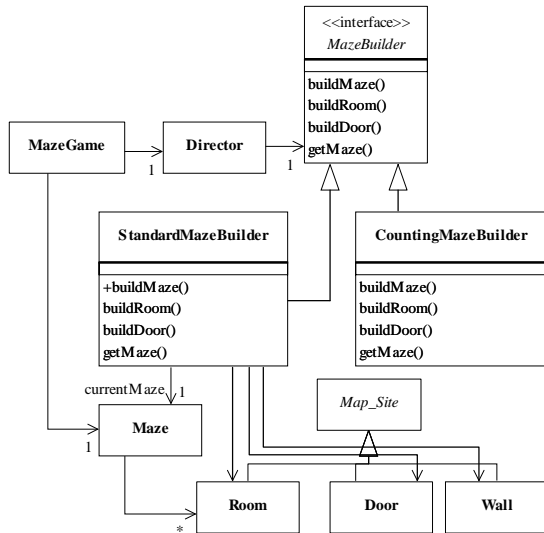 <<interface>>
MazeBuilder
buildMaze()
buildRoom()
buildDoor()
getMaze()
MazeGame
1
Director
1
StandardMazeBuilder
+buildMaze()
buildRoom()
buildDoor()
getMaze()
CountingMazeBuilder
buildMaze()
buildRoom()
buildDoor()
getMaze()
currentMaze
1
Map_Site
Maze
1
Room
Door
Wall
*